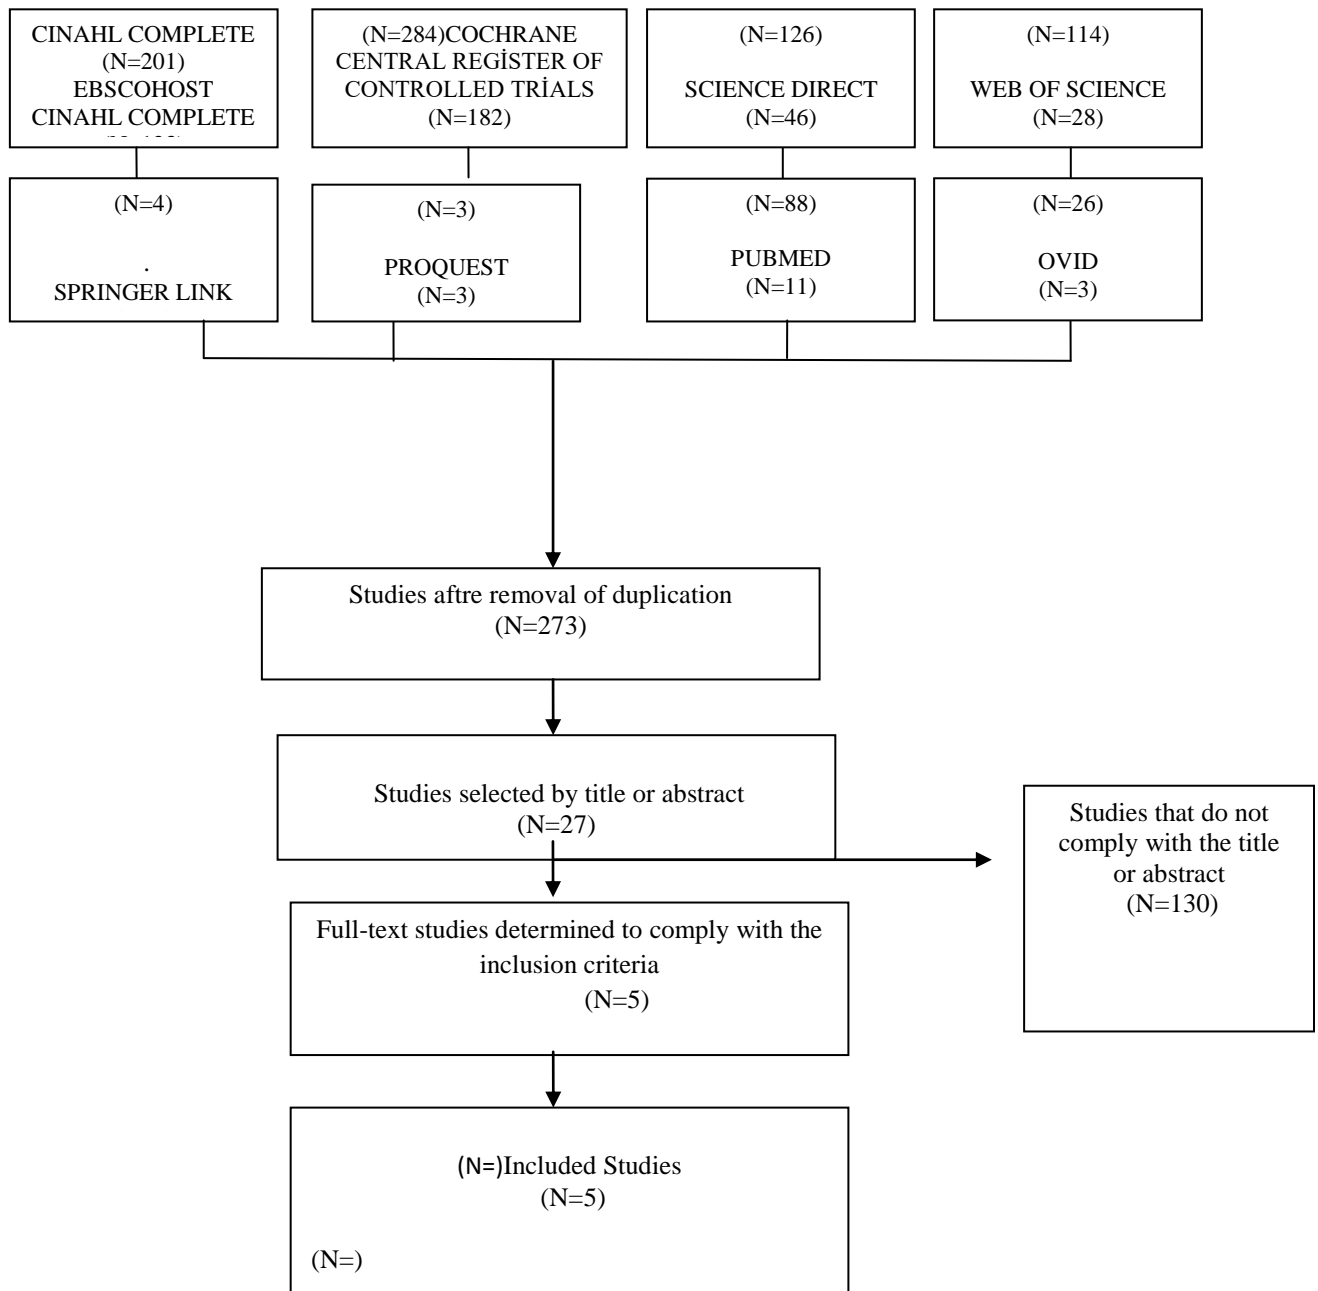 CINAHL COMPLETE
(N=201)
EBSCOHOST
CINAHL COMPLETE
(N=284)COCHRANE
CENTRAL REGISTER OF
CONTROLLED TRİALS
(N=182)
(N=126)
SCIENCE DIRECT
(N=46)
(N=114)
WEB OF SCIENCE
(N=28)
(N=4)
.
SPRINGER LINK
(N=3)
PROQUEST
(N=3)
(N=88)
PUBMED
(N=11)
(N=26)
OVID
(N=3)
Studies aftre removal of duplication
(N=273)
Studies selected by title or abstract
(N=27)
Studies that do not
comply with the title
or abstract
(N=130)
Full-text studies determined to comply with the
inclusion criteria
(N=5)
(N=)Included Studies
(N=5)
(N=)